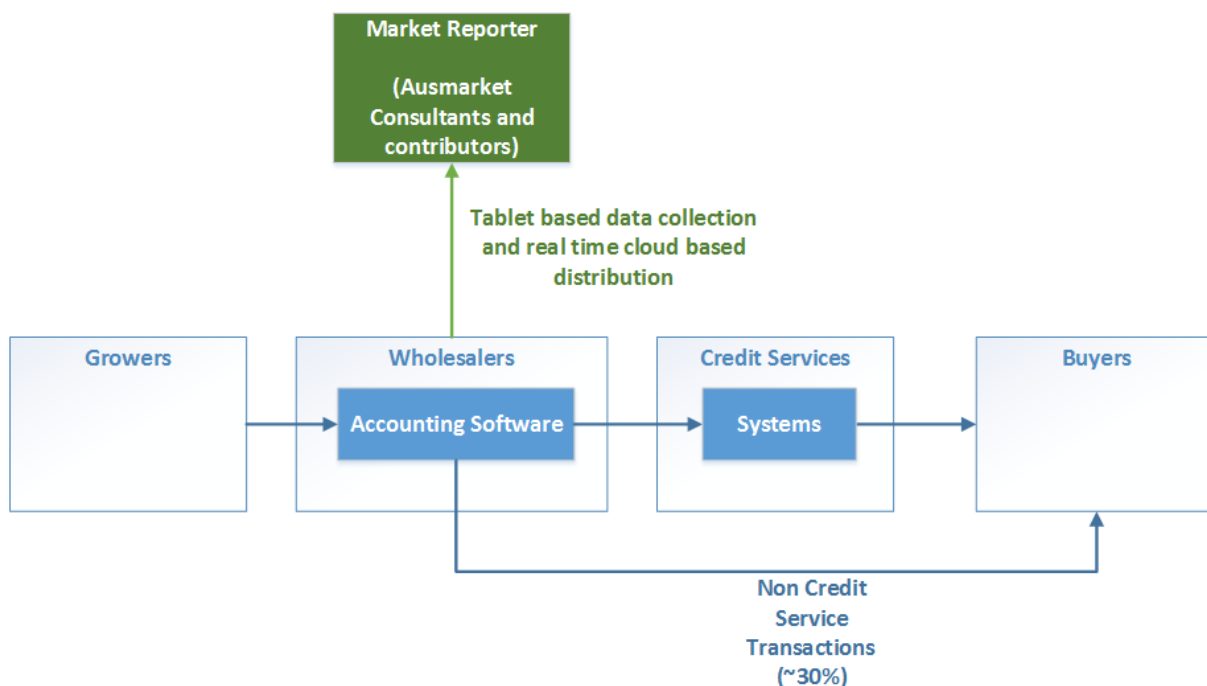 Market Reporter
(Ausmarket
Consultants and
contributors)
Tablet based data collection
and real time cloud based
distribution
Growers
Wholesalers
Credit Services
Buyers
Accounting Software
Systems
Non Credit
Service
Transactions
(~30%)